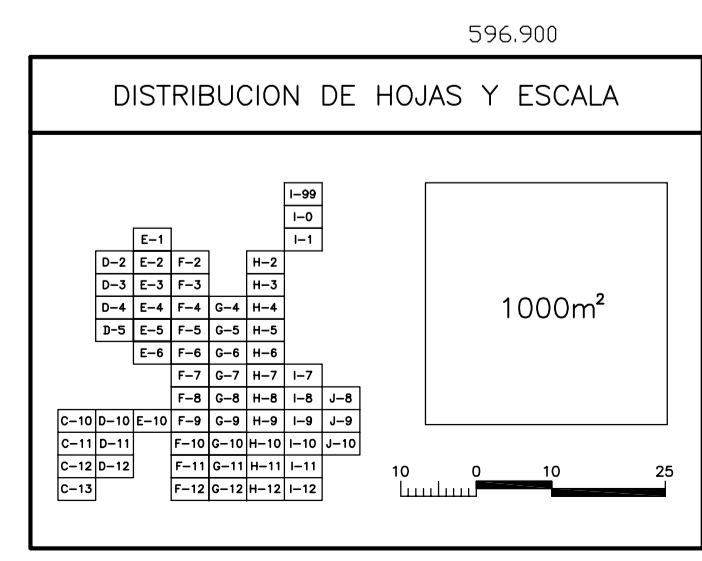 596.900
DISTRIBUCION DE HOJAS Y ESCALA
I-99
I-0
E-1 I-1
D-2 E-2 F-2 H-2
D-3 E-3 F-3 H-3
D-4 E-4 F-4 G-4 H-4
D-5 E-5 F-5 G-5 H-5
E-6 F-6 G-6 H-6
F-7 G-7 H-7 I-7
F-8 G-8 H-8 I-8 J-8
C-10 D-10 E-10 F-9 G-9 H-9 I-9 J-9
C-11 D-11 F-10 G-10 H-10 I-10 J-10
C-12 D-12 F-11 G-11 H-11 I-11
C-13 F-12 G-12 H-12 I-12
1000m²
10 0 10 25